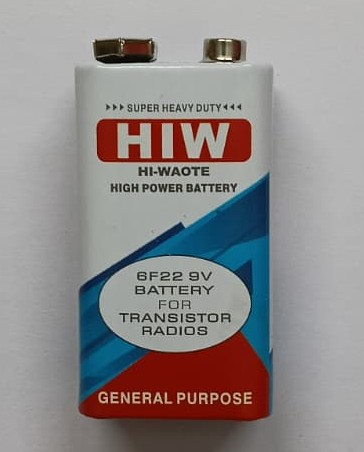 ▸▸▸ SUPER HEAVY DUTY ◂◂◂
HIW
HI-WAOTE
HIGH POWER BATTERY
6F22 9V
BATTERY
FOR
TRANSISTOR
RADIOS
GENERAL PURPOSE